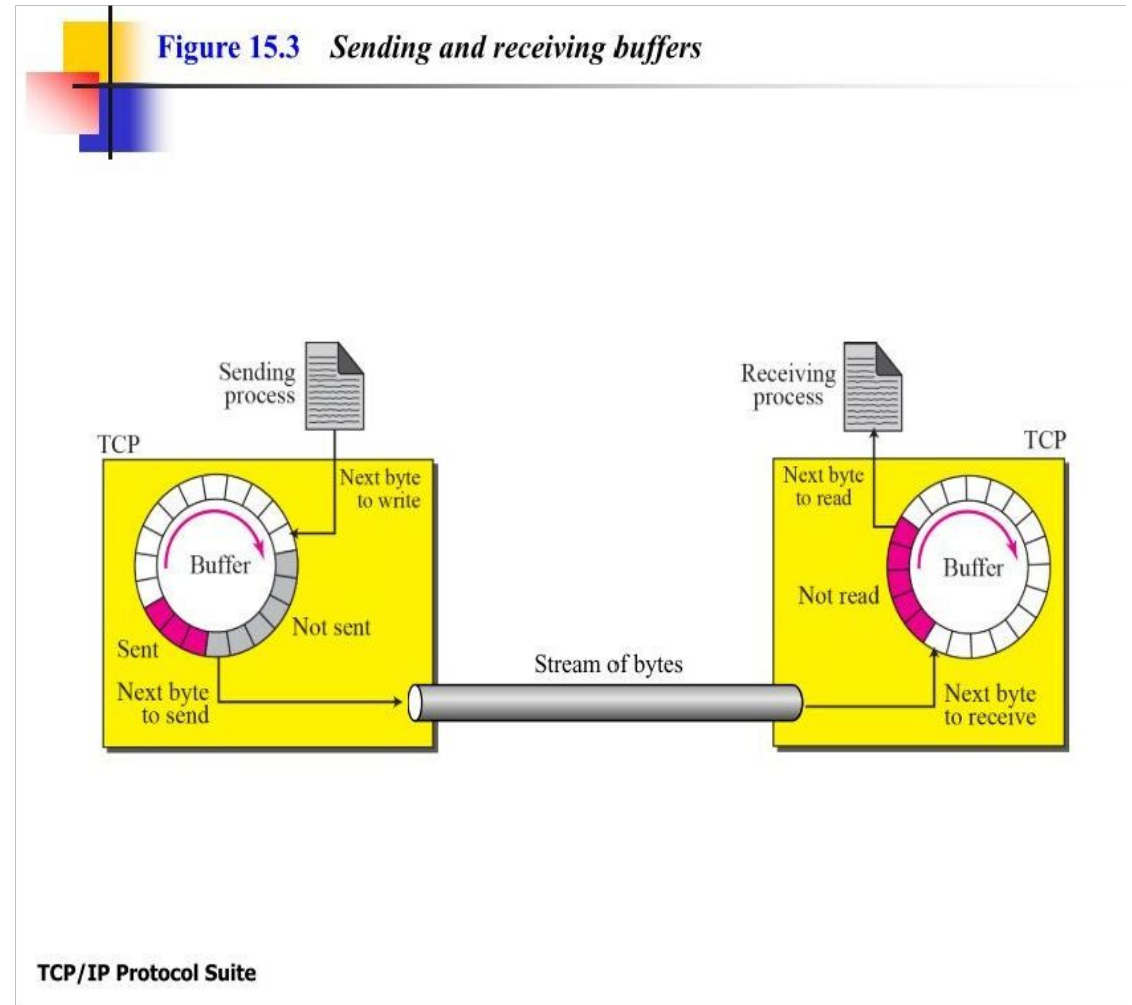 Figure 15.3 Sending and receiving buffers
Sending
process
Receiving
process
TCP
TCP
Next byte
to write
Next byte
to read
Buffer
Buffer
Not read
Not sent
Sent
Stream of bytes
Next byte
to send
Next byte
to receive
TCP/IP Protocol Suite